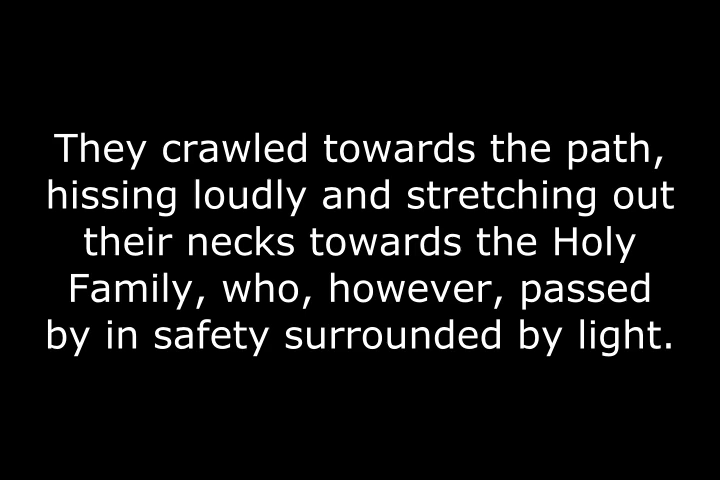 They crawled towards the path,
hissing loudly and stretching out
their necks towards the Holy
Family, who, however, passed
by in safety surrounded by light.